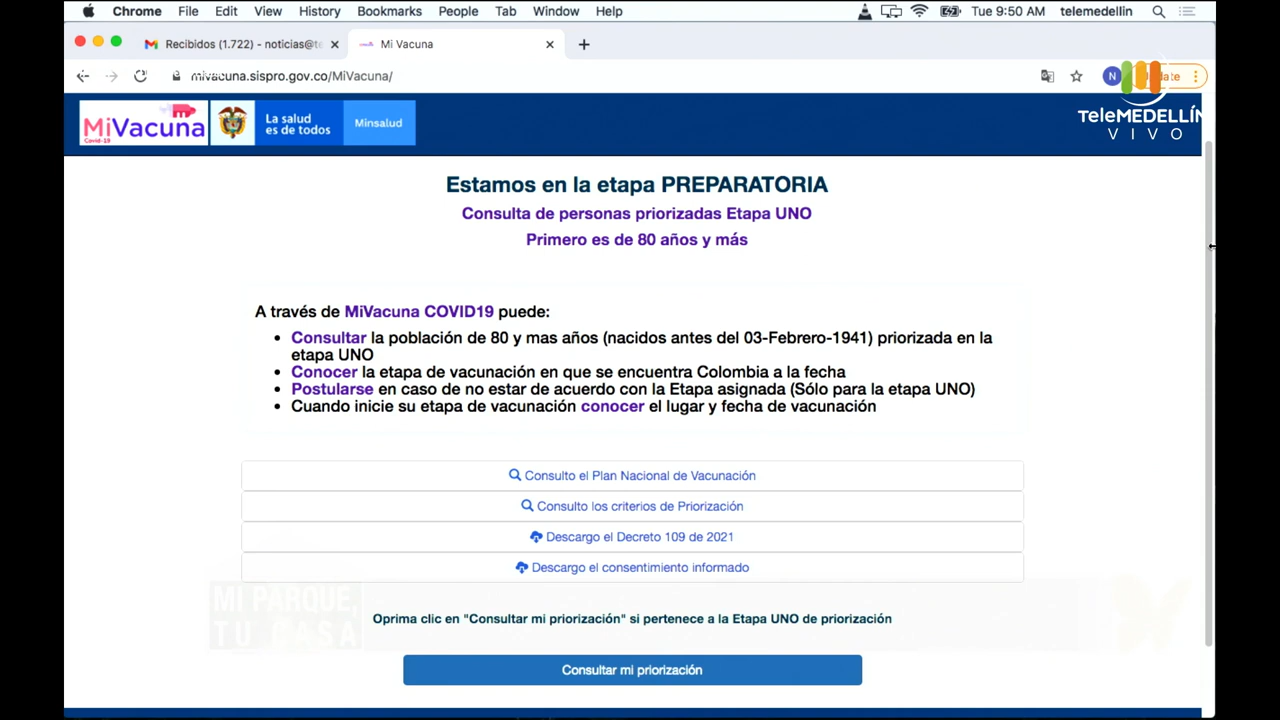 Chrome File Edit View History Bookmarks People Tab Window Help Tue 9:50 AM telemedellin
Recibidos (1.722) - noticias@te Mi Vacuna
mivacuna.sispro.gov.co/MiVacuna/ N
MiVacuna
Covid-19
La salud
es de todos
Minsalud
TeleMEDELLÍN
VIVO
Estamos en la etapa PREPARATORIA
Consulta de personas priorizadas Etapa UNO
Primero es de 80 años y más
A través de MiVacuna COVID19 puede:
• Consultar la población de 80 y mas años (nacidos antes del 03-Febrero-1941) priorizada en la
etapa UNO
• Conocer la etapa de vacunación en que se encuentra Colombia a la fecha
• Postularse en caso de no estar de acuerdo con la Etapa asignada (Sólo para la etapa UNO)
• Cuando inicie su etapa de vacunación conocer el lugar y fecha de vacunación
Consulto el Plan Nacional de Vacunación
Consulto los criterios de Priorización
Descargo el Decreto 109 de 2021
Descargo el consentimiento informado
MI PARQUE,
TU CASA
Oprima clic en "Consultar mi priorización" si pertenece a la Etapa UNO de priorización
Consultar mi priorización